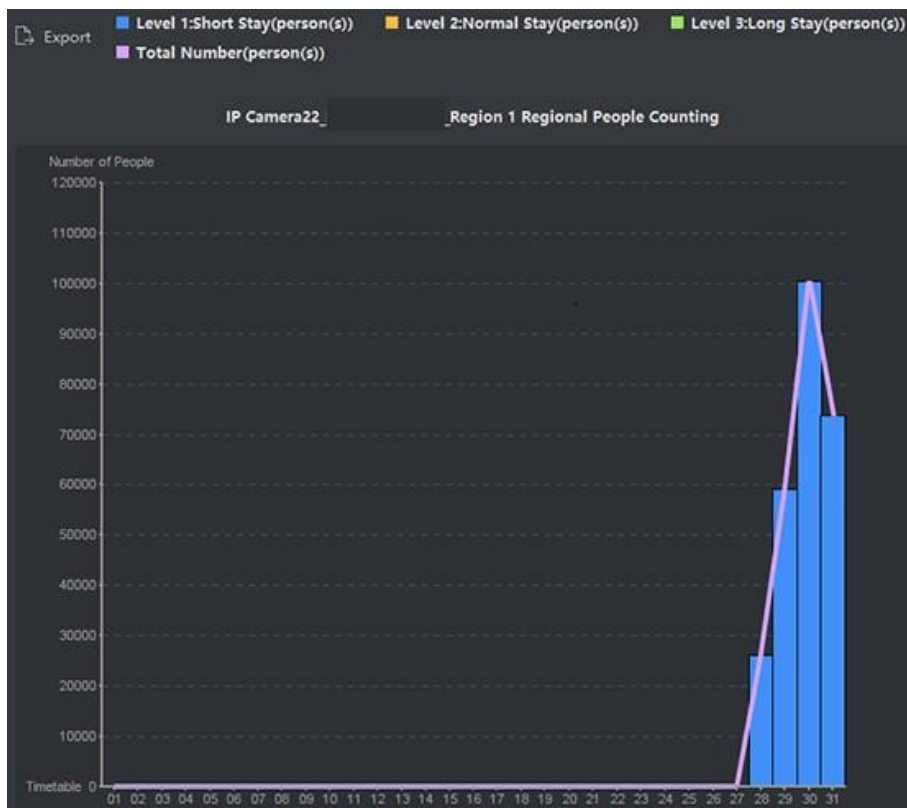 Export
Level 1:Short Stay(person(s))
Level 2:Normal Stay(person(s))
Level 3:Long Stay(person(s))
Total Number(person(s))
IP Camera22_ _Region 1 Regional People Counting
Number of People
120000
110000
100000
90000
80000
70000
60000
50000
40000
30000
20000
10000
Timetable 0
01 02 03 04 05 06 07 08 09 10 11 12 13 14 15 16 17 18 19 20 21 22 23 24 25 26 27 28 29 30 31